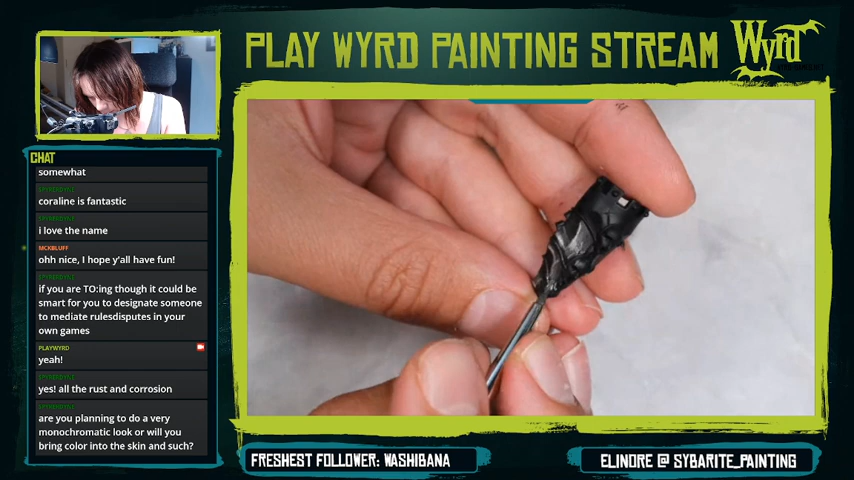 PLAY WYRD PAINTING STREAM
Wyrd
CHAT
somewhat
coraline is fantastic
i love the name
MCKBLUFF
ohh nice, I hope y'all have fun!
if you are TO:ing though it could be
smart for you to designate someone
to mediate rulesdisputes in your
own games
PLAYWYRD
yeah!
yes! all the rust and corrosion
are you planning to do a very
monochromatic look or will you
bring color into the skin and such?
FRESHEST FOLLOWER: WASHIBANA
ELINORE @ SYBARITE_PAINTING